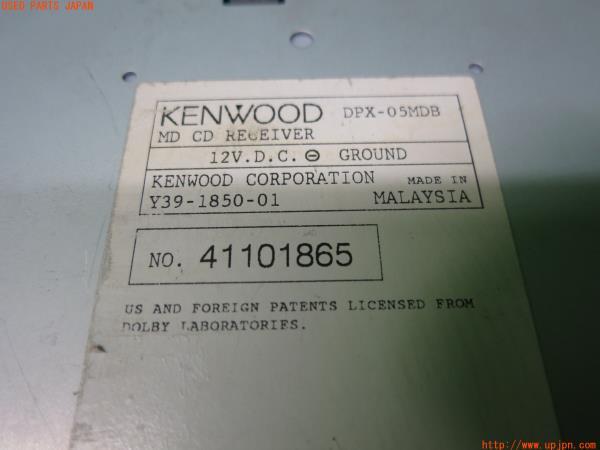 USED PARTS JAPAN
KENWOOD DPX-05MDB
MD CD RECEIVER
12V.D.C. ⊖ GROUND
KENWOOD CORPORATION MADE IN
Y39-1850-01 MALAYSIA
NO. 41101865
US AND FOREIGN PATENTS LICENSED FROM
DOLBY LABORATORIES.
http://www.upjpn.com/